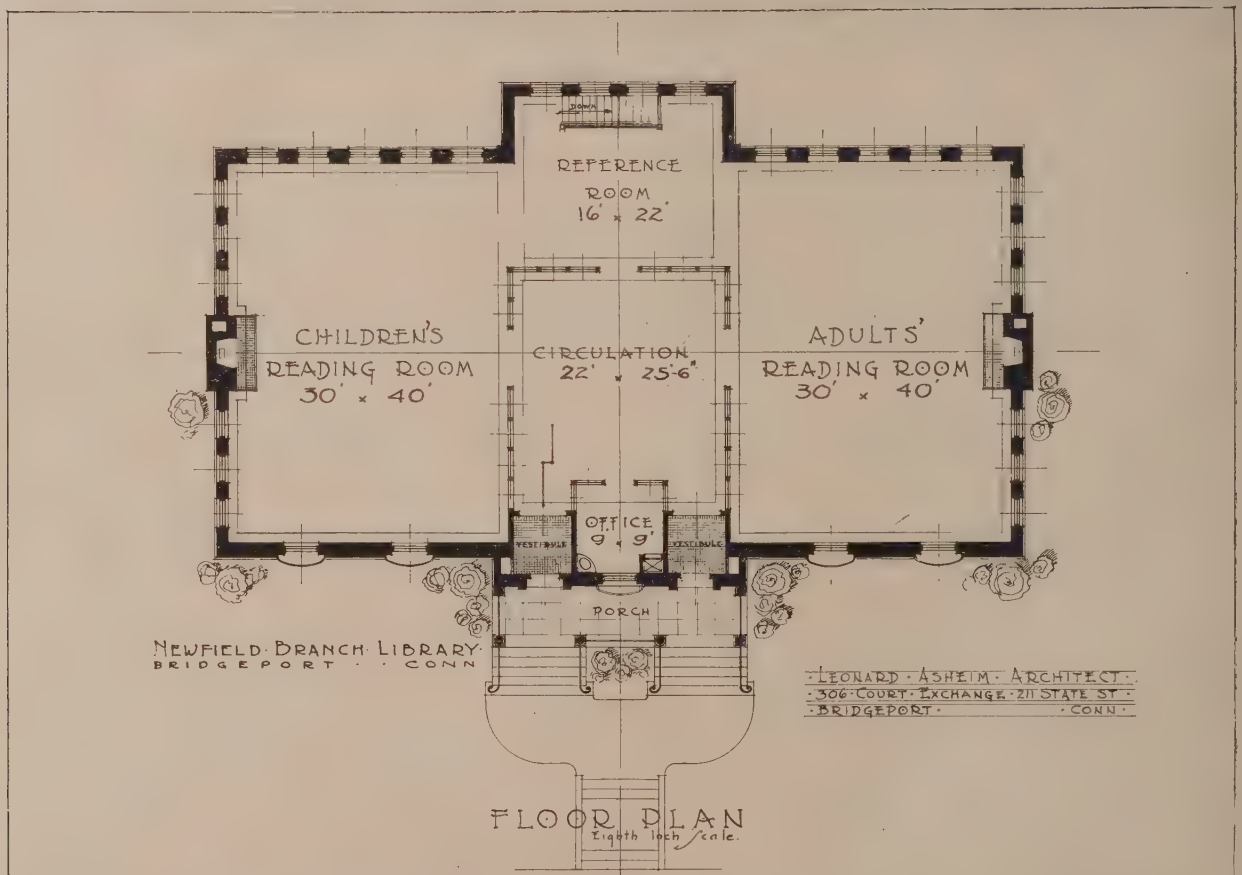 DOWN
REFERENCE
ROOM
16' x 22'
CHILDREN'S
READING ROOM
30' x 40'
CIRCULATION
22' x 25'-6"
ADULTS'
READING ROOM
30' x 40'
OFFICE
9' x 9'
VESTIBULE
VESTIBULE
PORCH
NEWFIELD · BRANCH · LIBRARY ·
BRIDGEPORT · · CONN
· LEONARD · ASHEIM · ARCHITECT ·
· 306 · COURT · EXCHANGE · 211 STATE ST ·
· BRIDGEPORT · · CONN ·
FLOOR PLAN
Eighth Inch Scale.